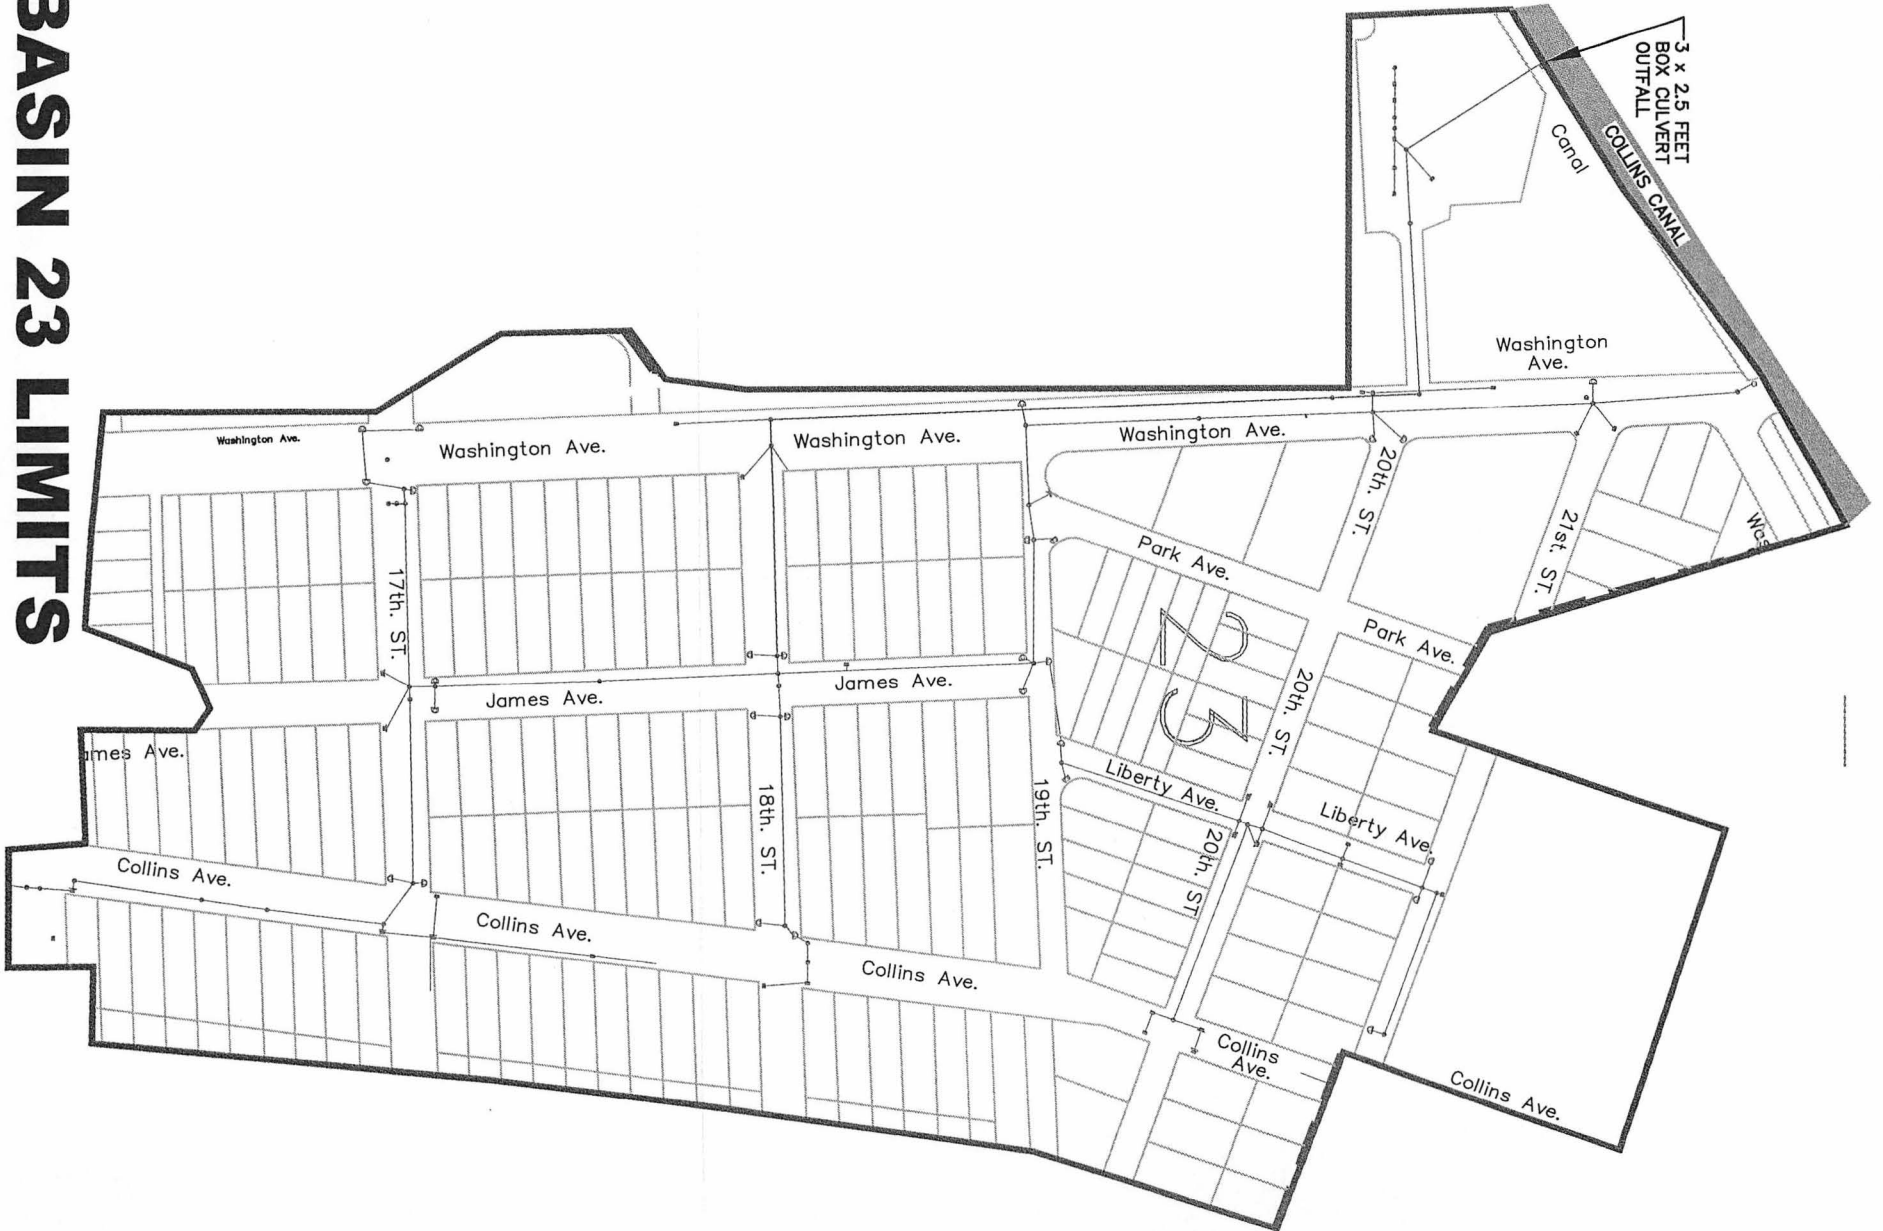 BASIN 23 LIMITS
3 x 2.5 FEET
BOX CULVERT
OUTFALL
COLLINS CANAL
Canal
Washington
Ave.
Washington Ave.
Washington Ave.
Washington Ave.
Washington Ave.
Was
20th. ST.
21st. ST.
17th. ST.
Park Ave.
Park Ave.
23
20th. ST.
James Ave.
James Ave.
ames Ave.
18th. ST.
19th. ST.
Liberty Ave.
Liberty Ave.
20th. ST
Collins Ave.
Collins Ave.
Collins Ave.
Collins
Ave.
Collins Ave.